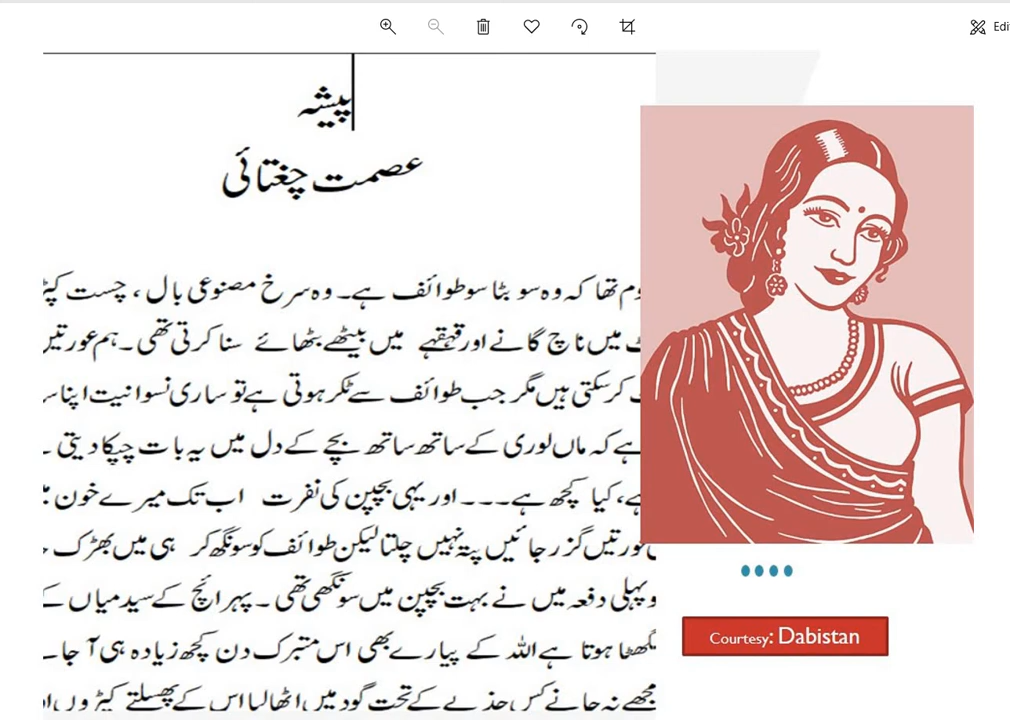 Edi
پیشہ
عصمت چغتائی
تھا کہ وہ سو بٹا سو طوائف ہے۔ وہ سرخ مصنوعی بال ، چست
میں ناچ گانے اور قہقہے میں بیٹھے بٹھائے سنا کرتی تھی ۔ ہم عورتیں
کر سکتی ہیں مگر جب طوائف سے ٹکر ہوتی ہے تو ساری نسوانیت اپنا
ہے کہ ماں لوری کے ساتھ ساتھ بچے کے دل میں یہ بات چپکا دیتی
، کیا کچھ ہے۔۔۔ اور یہی بچپن کی نفرت اب تک میرے خون
عورتیں گزر جائیں پتہ نہیں چلتا لیکن طوائف کو سونگھ کر ہی میں بھڑک
پہلی دفعہ میں نے بہت بچپن میں سونگھی تھی ۔ بہرائچ کے سید میاں کے
ہوتا ہے اللہ کے پیارے بھی اس متبرک دن کچھ زیادہ ہی آ جا
مجھے نہ جانے کس جذبے کے تحت گود میں اٹھا لیا اس کے پھسلتے کپڑوں
Courtesy: Dabistan